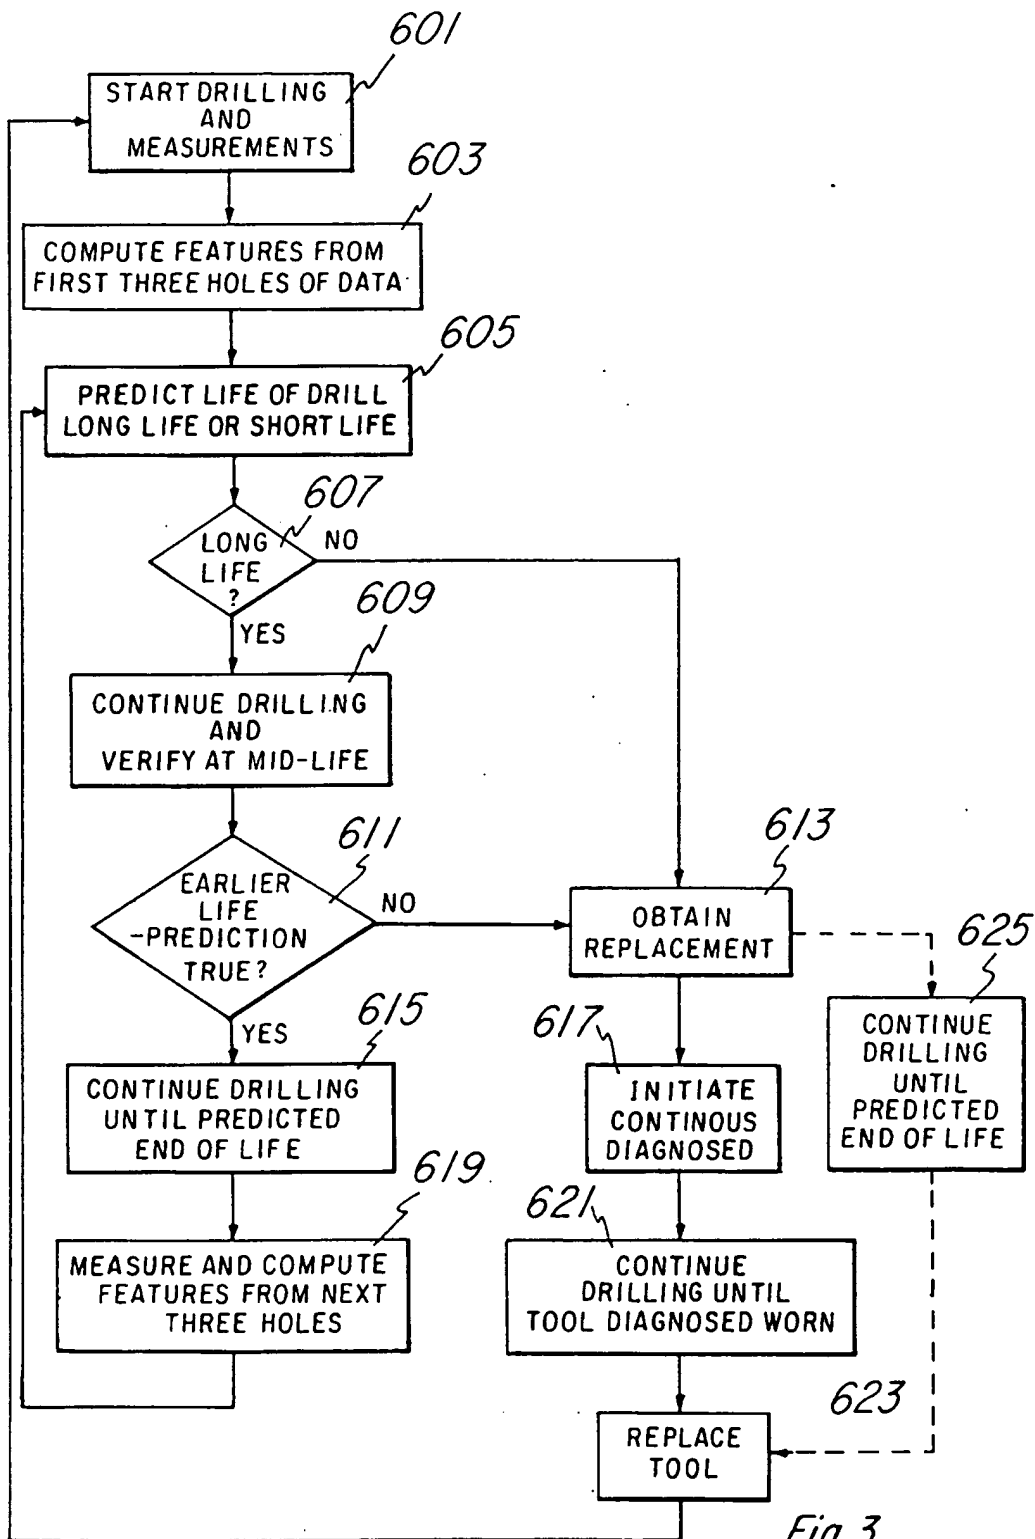 601
START DRILLING
AND
MEASUREMENTS
603
COMPUTE FEATURES FROM
FIRST THREE HOLES OF DATA
605
PREDICT LIFE OF DRILL
LONG LIFE OR SHORT LIFE
607
LONG
LIFE
?
NO
YES
609
CONTINUE DRILLING
AND
VERIFY AT MID-LIFE
611
EARLIER
LIFE
-PREDICTION
TRUE?
NO
YES
613
OBTAIN
REPLACEMENT
615
CONTINUE DRILLING
UNTIL PREDICTED
END OF LIFE
617
INITIATE
CONTINOUS
DIAGNOSED
625
CONTINUE
DRILLING
UNTIL
PREDICTED
END OF LIFE
619
MEASURE AND COMPUTE
FEATURES FROM NEXT
THREE HOLES
621
CONTINUE
DRILLING UNTIL
TOOL DIAGNOSED WORN
623
REPLACE
TOOL
Fig 3